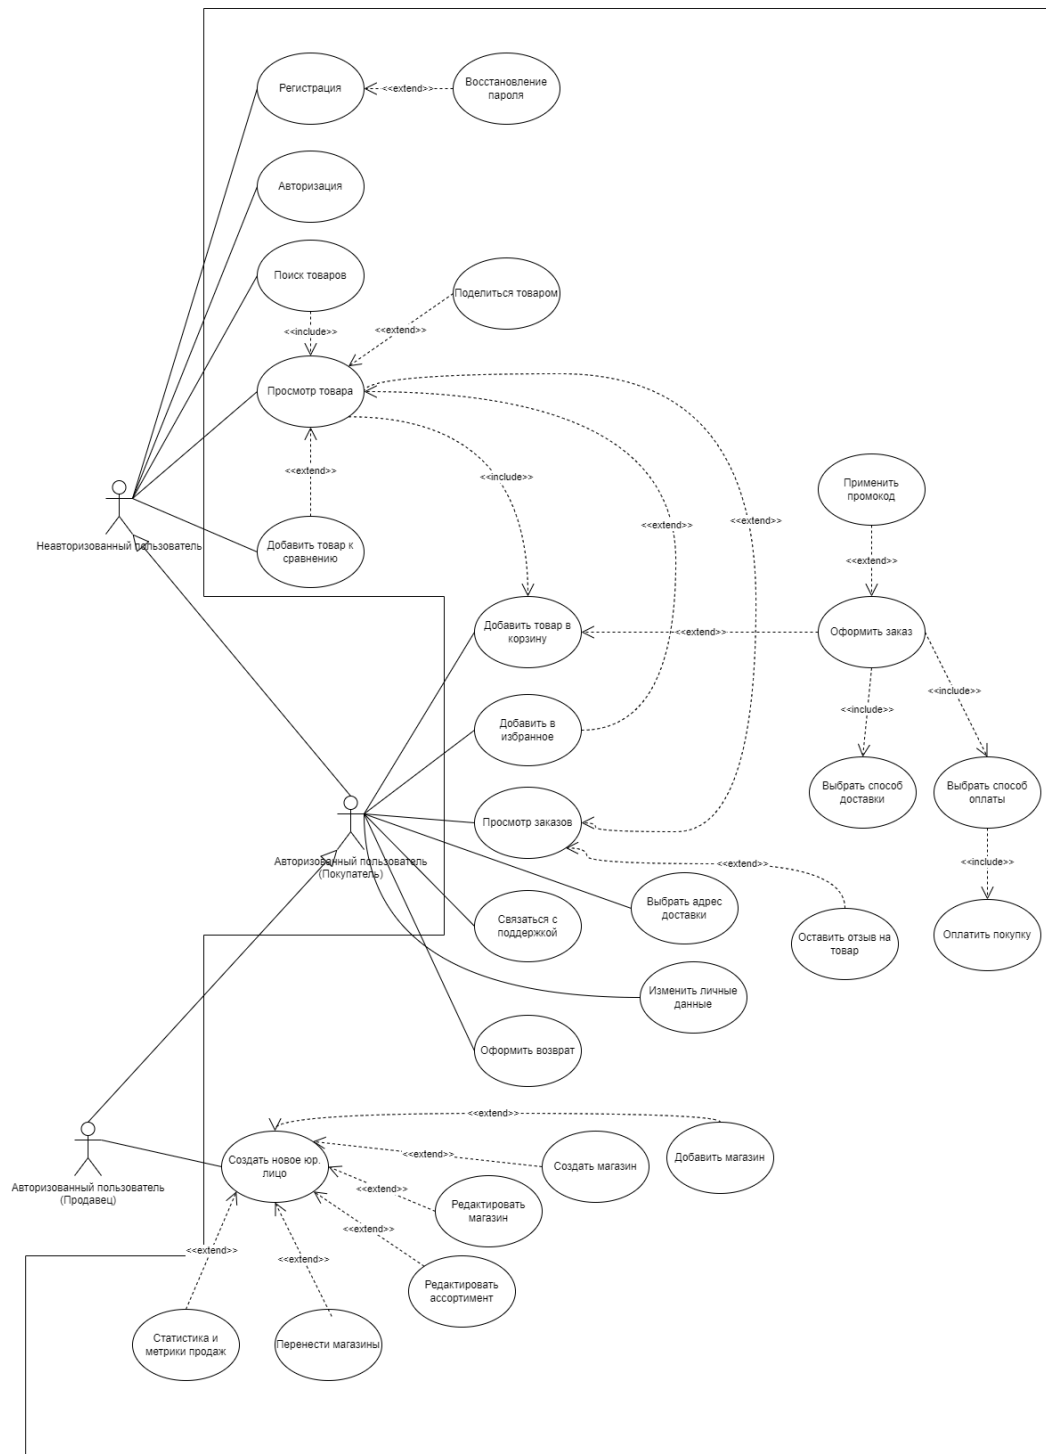 Регистрация
<<extend>>
Восстановление
пароля
Авторизация
Поиск товаров
Поделиться товаром
<<include>>
<<extend>>
Просмотр товара
<<extend>>
<<include>>
Применить
промокод
<<extend>>
<<extend>>
Неавторизованный пользователь
Добавить товар к
сравнению
<<extend>>
Добавить товар в
корзину
<<extend>>
Оформить заказ
<<include>>
<<include>>
Добавить в
избранное
Выбрать способ
доставки
Выбрать способ
оплаты
Просмотр заказов
Авторизованный пользователь
(Покупатель)
<<extend>>
<<include>>
Выбрать адрес
доставки
Связаться с
поддержкой
Оставить отзыв на
товар
Оплатить покупку
Изменить личные
данные
Оформить возврат
<<extend>>
Авторизованный пользователь
(Продавец)
Создать новое юр.
лицо
<<extend>>
Создать магазин
Добавить магазин
<<extend>>
Редактировать
магазин
<<extend>>
<<extend>>
<<extend>>
Редактировать
ассортимент
Статистика и
метрики продаж
Перенести магазины